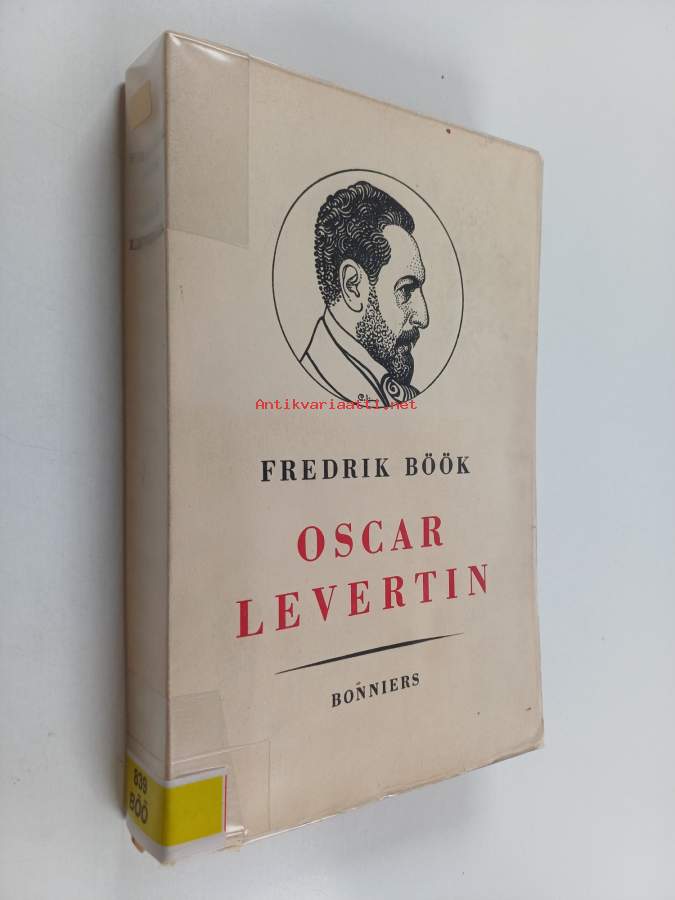 Antikvariaatti.net
FREDRIK BÖÖK
OSCAR
LEVERTIN
BONNIERS
839
BÖÖ